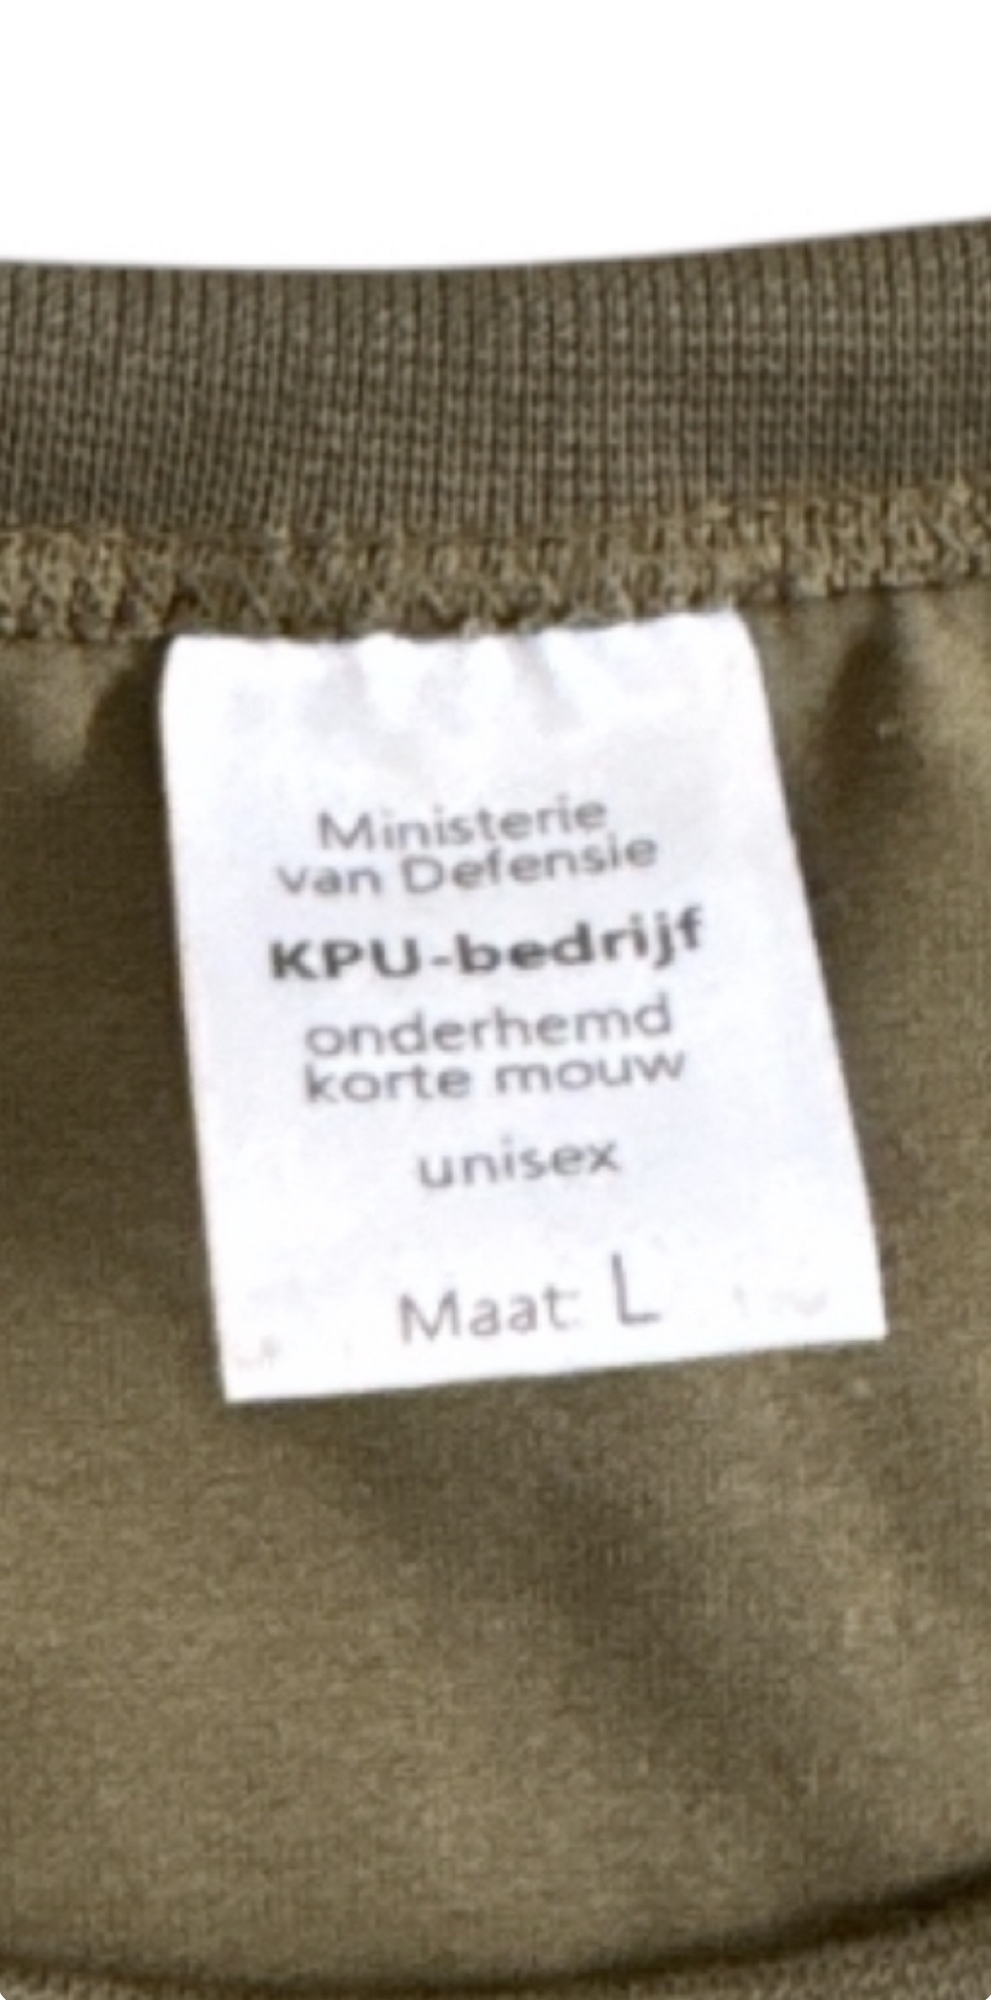 Ministerie
van Defensie
KPU-bedrijf
onderhemd
korte mouw
unisex
Maat: L